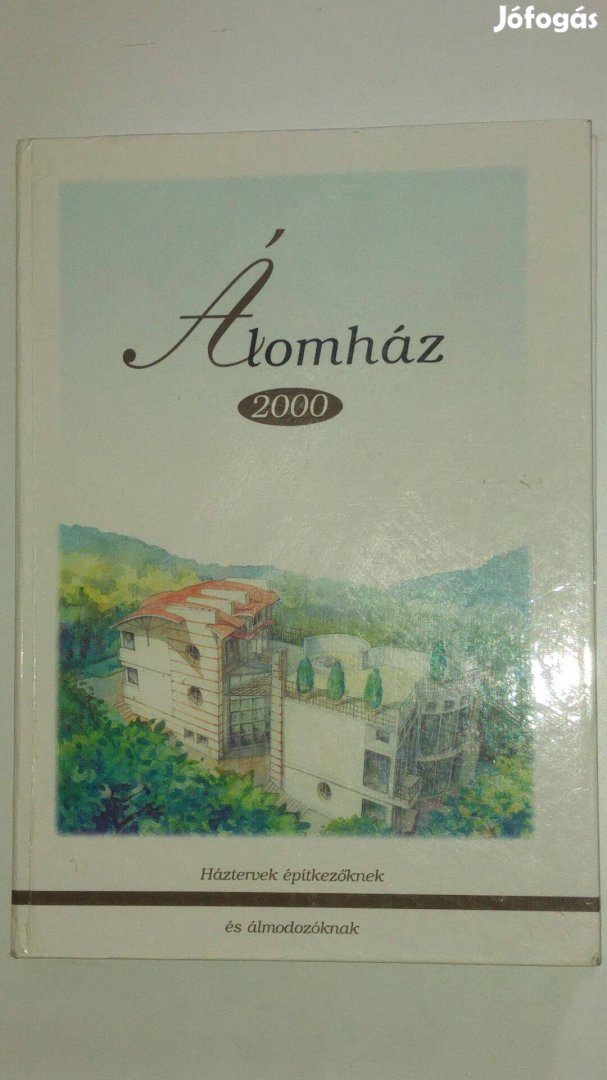 Jófogás
Álomház
2000
Háztervek építkezőknek
és álmodozóknak